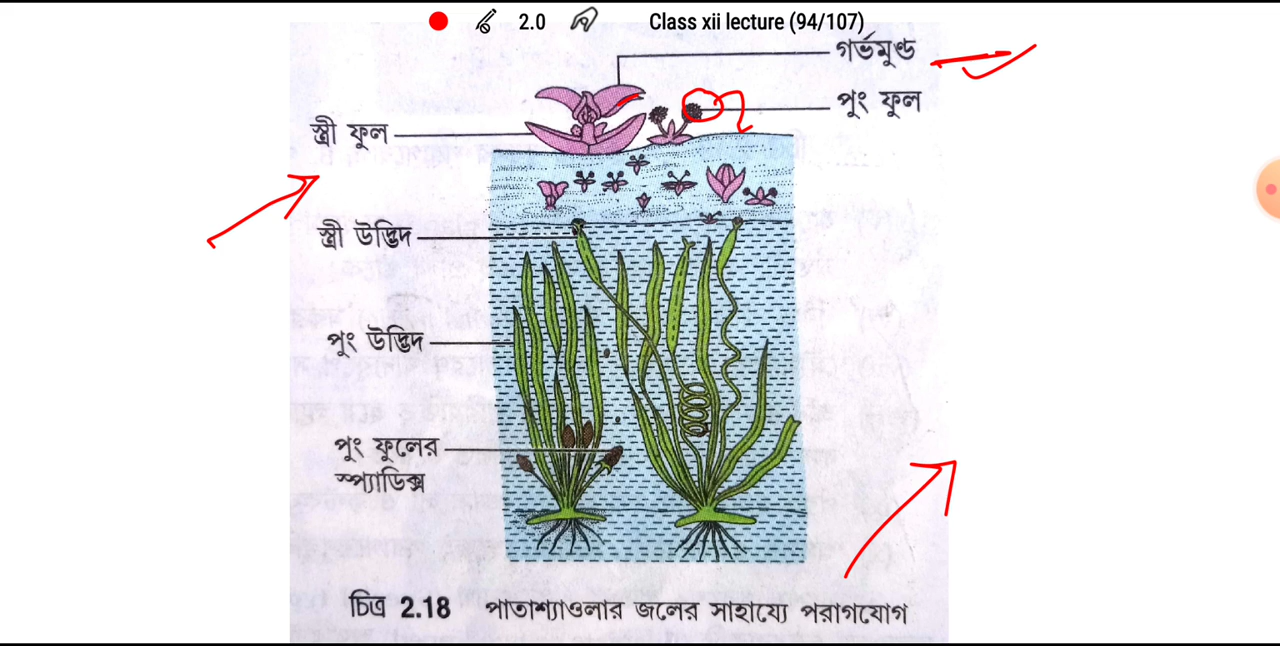 2.0 Class xii lecture (94/107)
গর্ভমুণ্ড
পুং ফুল
স্ত্রী ফুল
স্ত্রী উদ্ভিদ
পুং উদ্ভিদ
পুং ফুলের
স্প্যাডিক্স
চিত্র 2.18 পাতাশ্যাওলার জলের সাহায্যে পরাগযোগ